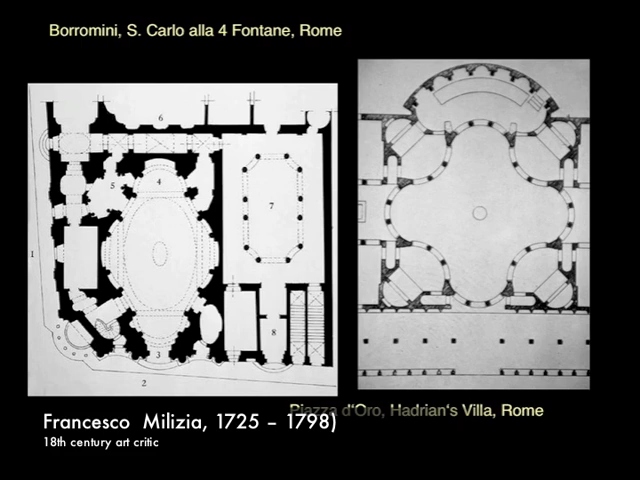 Borromini, S. Carlo alla 4 Fontane, Rome
6
5
4
7
1
8
3
2
Piazza d'Oro, Hadrian's Villa, Rome
Francesco Milizia, 1725 – 1798)
18th century art critic